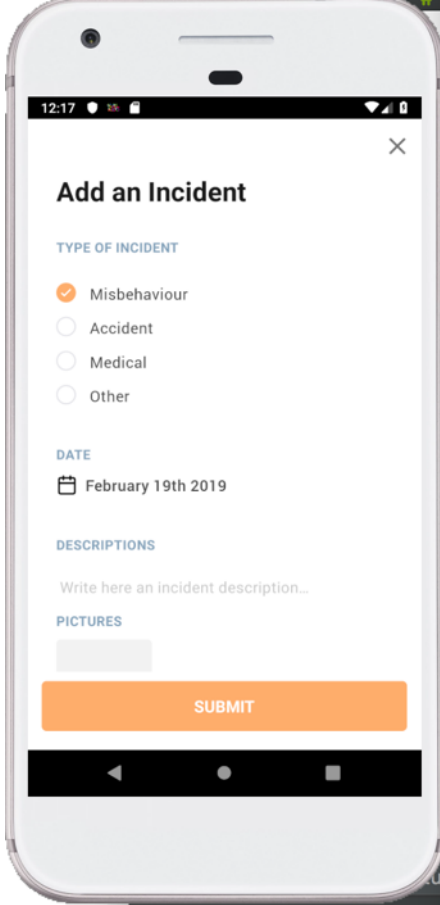 12:17
Add an Incident
TYPE OF INCIDENT
Misbehaviour
Accident
Medical
Other
DATE
February 19th 2019
DESCRIPTIONS
Write here an incident description...
PICTURES
SUBMIT